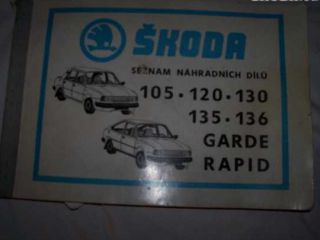 ŠKODA
SEZNAM NÁHRADNÍCH DÍLŮ
105 · 120 · 130
135 · 136
GARDE
RAPID